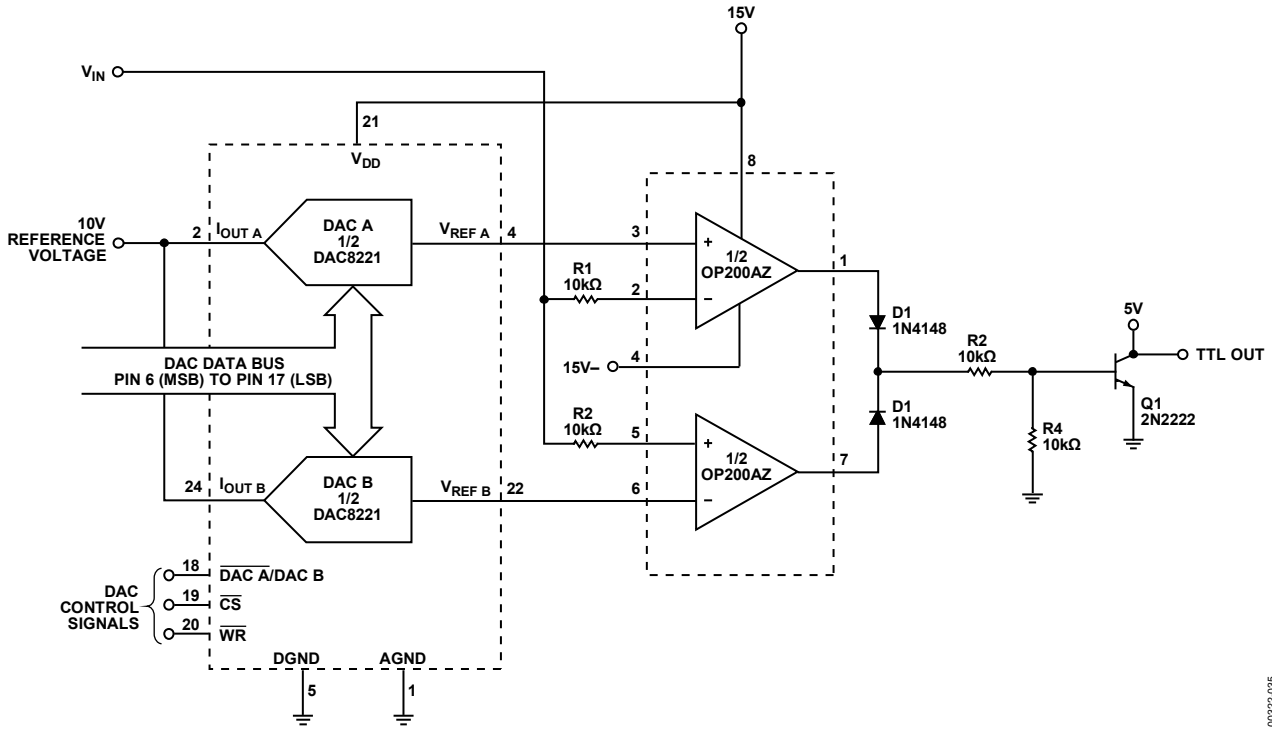 15V
VIN
21
VDD
8
10V
REFERENCE
VOLTAGE
2
IOUT A
DAC A
1/2
DAC8221
VREF A
4
3
+
1/2
OP200AZ
1
R1
10kΩ
2
−
D1
1N4148
5V
TTL OUT
R2
10kΩ
DAC DATA BUS
PIN 6 (MSB) TO PIN 17 (LSB)
15V−
4
Q1
2N2222
R4
10kΩ
D1
1N4148
R2
10kΩ
5
+
1/2
OP200AZ
7
24
IOUT B
DAC B
1/2
DAC8221
VREF B
22
6
−
DAC
CONTROL
SIGNALS
18
DAC A/DAC B
19
CS
20
WR
DGND
5
AGND
1
00322-035